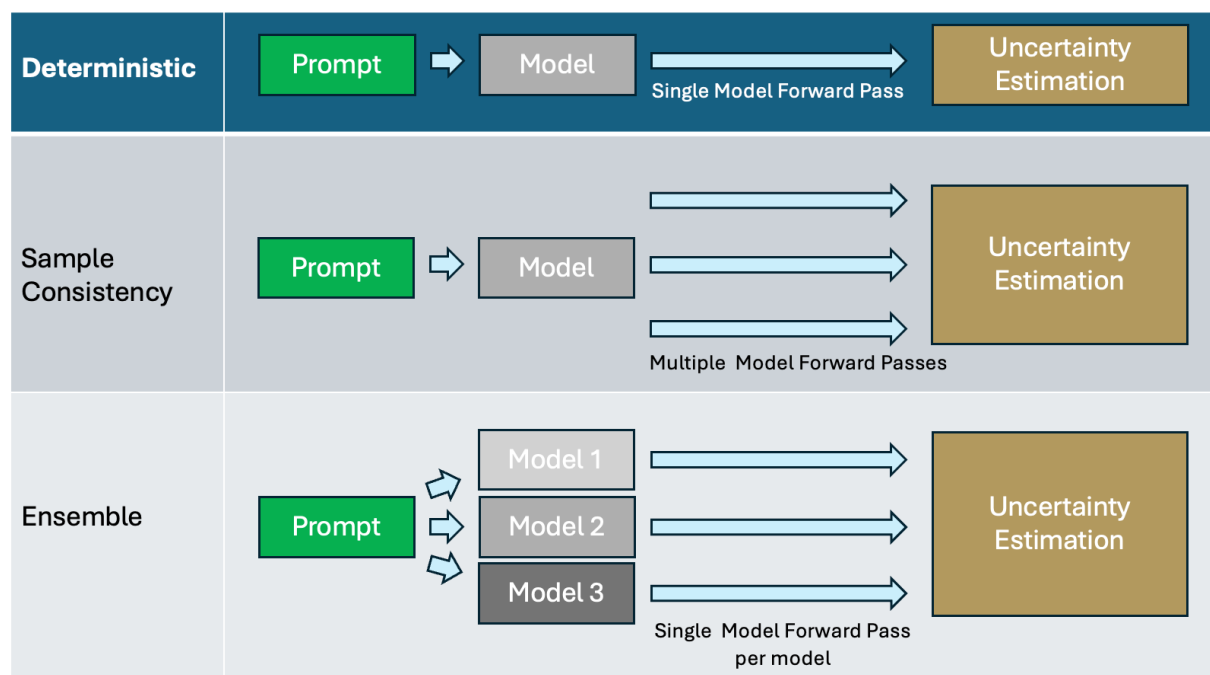 Deterministic
Prompt
Model
Single Model Forward Pass
Uncertainty
Estimation
Sample
Consistency
Prompt
Model
Multiple Model Forward Passes
Uncertainty
Estimation
Ensemble
Prompt
Model 1
Model 2
Model 3
Single Model Forward Pass
per model
Uncertainty
Estimation